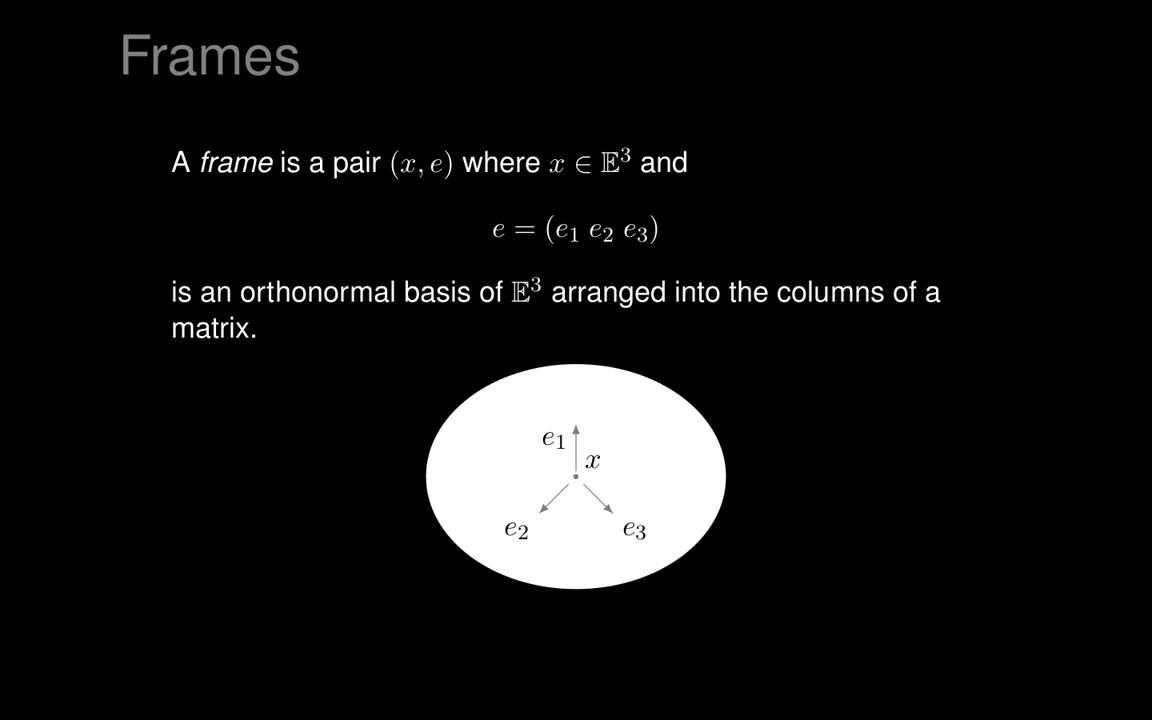 Frames
A frame is a pair (x, e) where x ∈ 𝔼³ and
e = (e₁ e₂ e₃)
is an orthonormal basis of 𝔼³ arranged into the columns of a
matrix.
e₁
x
e₂ e₃